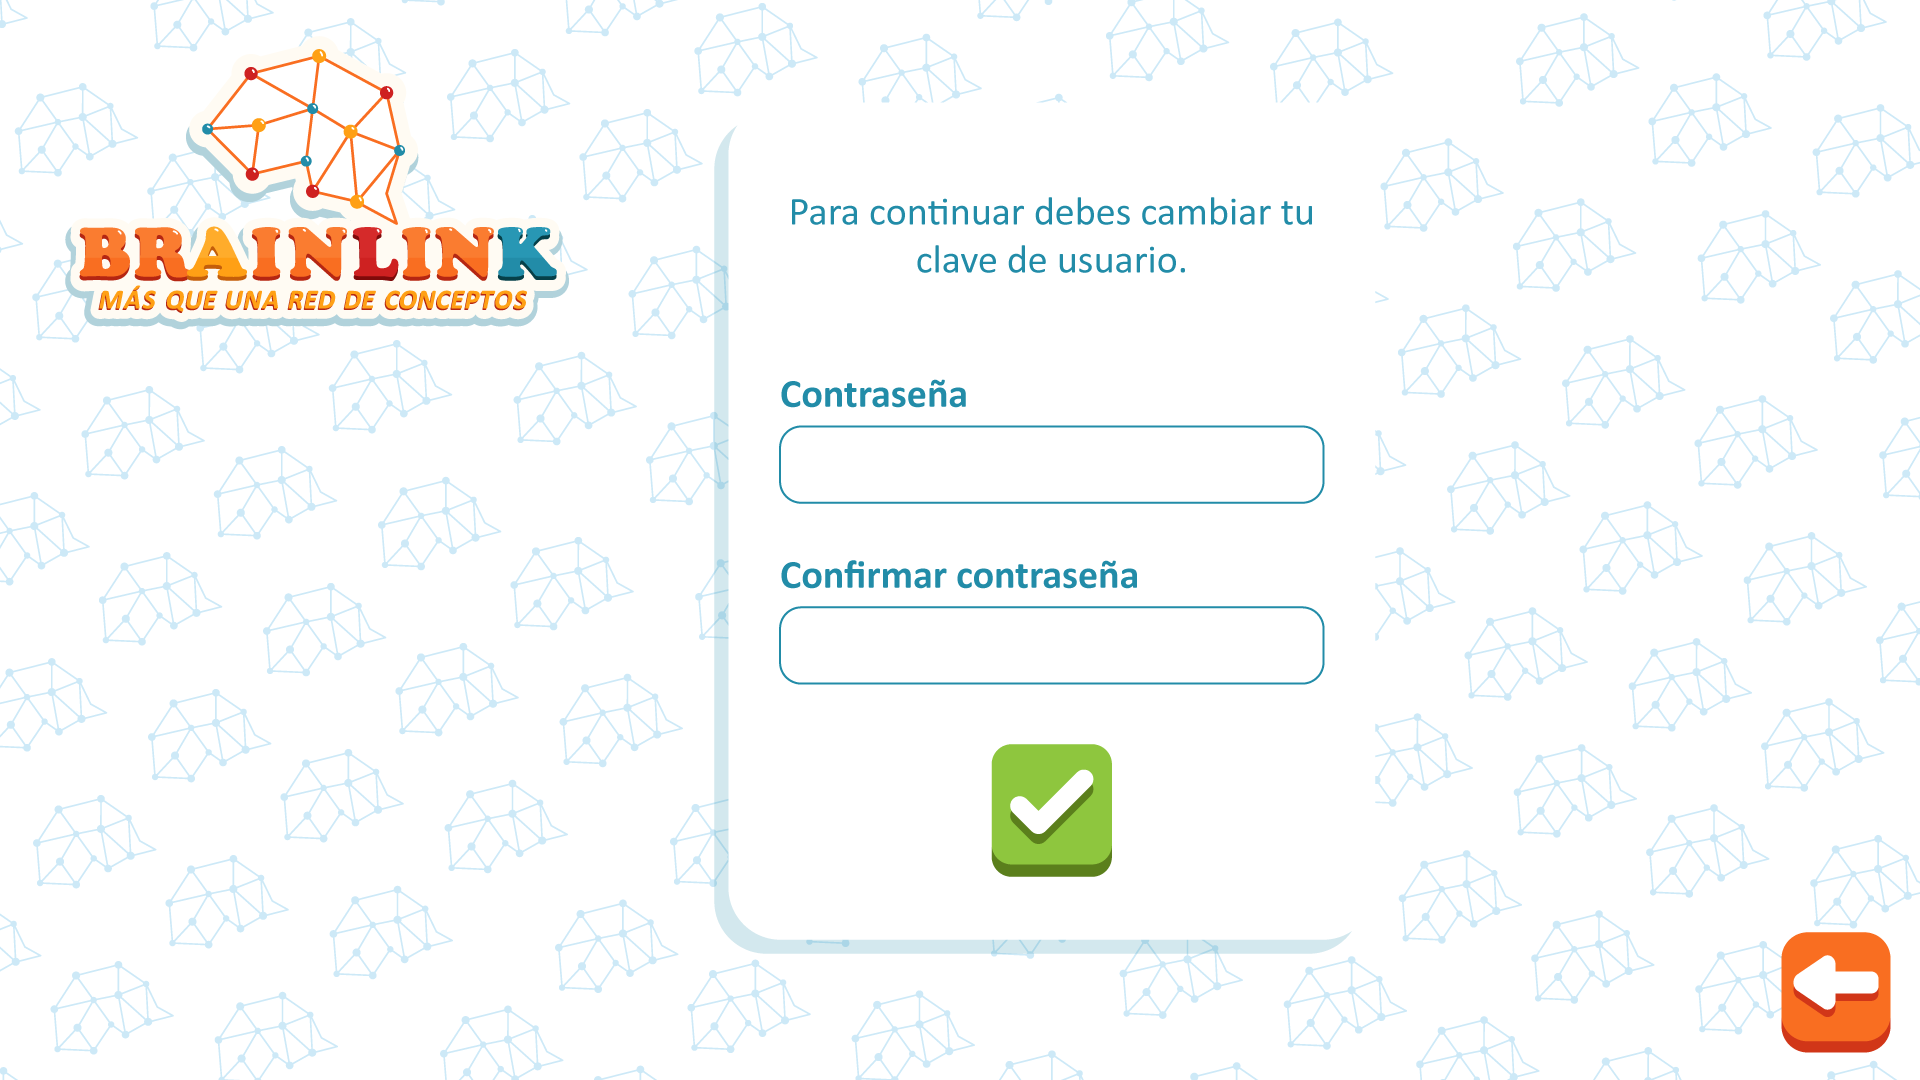 BRAINLINK
MÁS QUE UNA RED DE CONCEPTOS
Para continuar debes cambiar tu
clave de usuario.
Contraseña
Confirmar contraseña